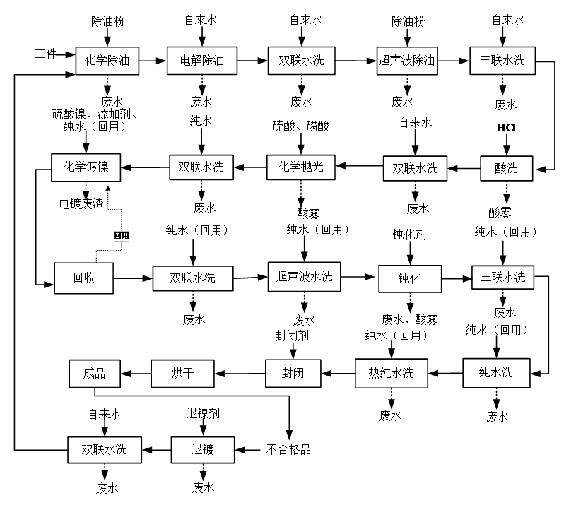 除油粉 自来水 自来水 除油粉 自来水
工件 化学除油 电解除油 双联水洗 超声波除油 三联水洗
废水 废水 废水 废水 废水
硫酸镍、添加剂、
纯水（回用） 纯水 硫酸、磷酸 自来水 HCl
化学镀镍 双联水洗 化学抛光 双联水洗 酸洗
电镀废渣 废水 酸雾 废水 酸雾
回用 纯水（回用） 纯水（回用） 钝化剂 纯水（回用）
回收 双联水洗 超声波水洗 钝化 三联水洗
废水 废水 废水、酸雾 废水
封闭剂 纯水（回用） 纯水（回用）
成品 烘干 封闭 热纯水洗 纯水洗
废水 废水
自来水 退镀剂
双联水洗 退镀 不合格品
废水 废水